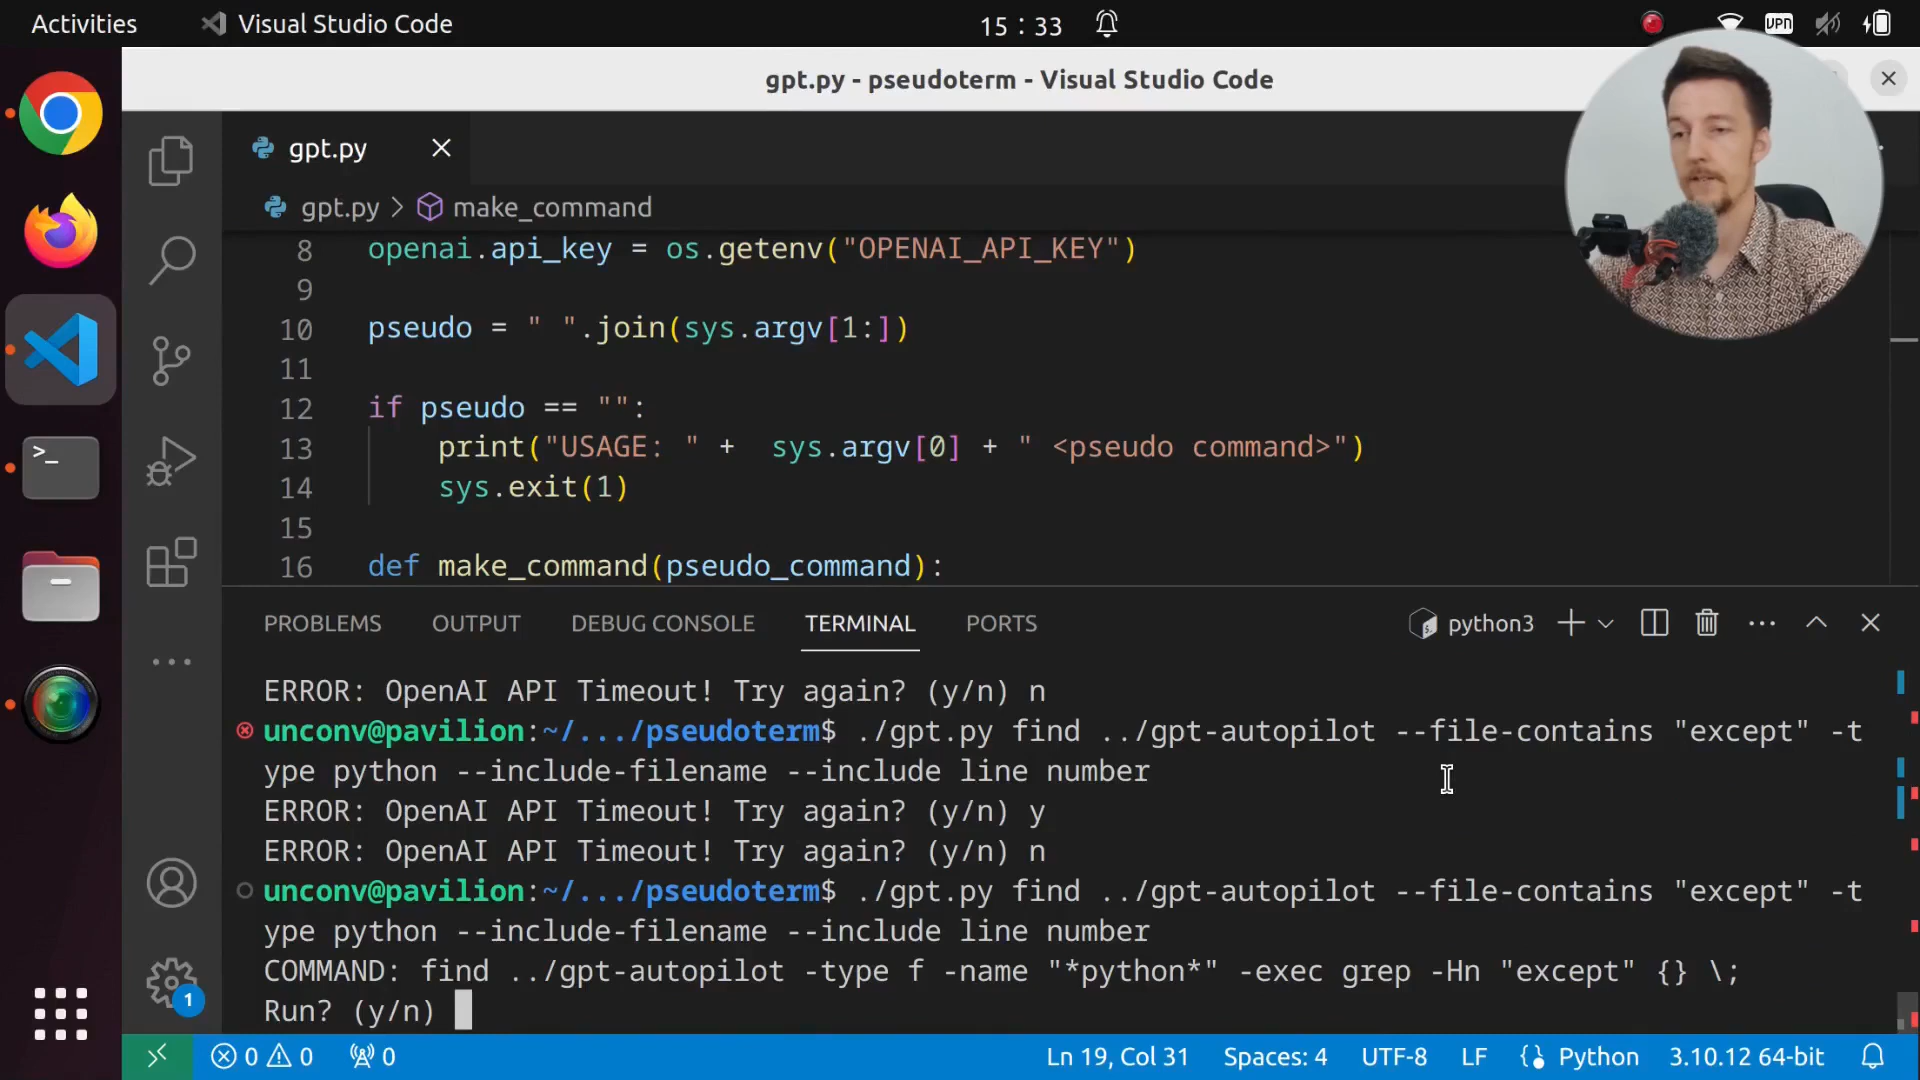 Activities
Visual Studio Code
15 : 33
VPN
gpt.py - pseudoterm - Visual Studio Code
gpt.py
gpt.py > make_command
8 openai.api_key = os.getenv("OPENAI_API_KEY")
9
10 pseudo = " ".join(sys.argv[1:])
11
12 if pseudo == "":
13 print("USAGE: " +  sys.argv[0] + " <pseudo command>")
14 sys.exit(1)
15
16 def make_command(pseudo_command):
PROBLEMS OUTPUT DEBUG CONSOLE TERMINAL PORTS
python3
ERROR: OpenAI API Timeout! Try again? (y/n) n
unconv@pavilion:~/.../pseudoterm$ ./gpt.py find ../gpt-autopilot --file-contains "except" -t
ype python --include-filename --include line number
ERROR: OpenAI API Timeout! Try again? (y/n) y
ERROR: OpenAI API Timeout! Try again? (y/n) n
unconv@pavilion:~/.../pseudoterm$ ./gpt.py find ../gpt-autopilot --file-contains "except" -t
ype python --include-filename --include line number
COMMAND: find ../gpt-autopilot -type f -name "*python*" -exec grep -Hn "except" {} \;
Run? (y/n)
1
0 0 0
Ln 19, Col 31 Spaces: 4 UTF-8 LF Python 3.10.12 64-bit